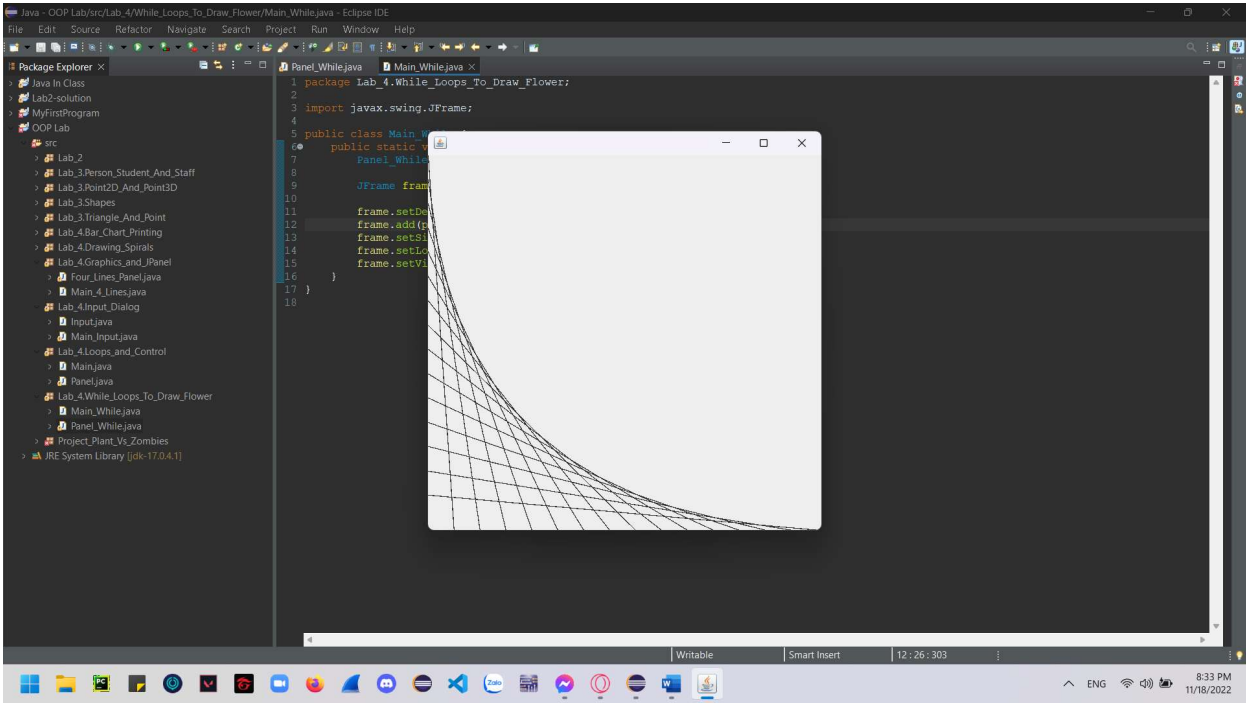 Java - OOP Lab/src/Lab_4/While_Loops_To_Draw_Flower/Main_While.java - Eclipse IDE
File Edit Source Refactor Navigate Search Project Run Window Help
Package Explorer
Java In Class
Lab2-solution
MyFirstProgram
OOP Lab
src
Lab_2
Lab_3.Person_Student_And_Staff
Lab_3.Point2D_And_Point3D
Lab_3.Shapes
Lab_3.Triangle_And_Point
Lab_4.Bar_Chart_Printing
Lab_4.Drawing_Spirals
Lab_4.Graphics_and_JPanel
Four_Lines_Panel.java
Main_4_Lines.java
Lab_4.Input_Dialog
Input.java
Main_Input.java
Lab_4.Loops_and_Control
Main.java
Panel.java
Lab_4.While_Loops_To_Draw_Flower
Main_While.java
Panel_While.java
Project_Plant_Vs_Zombies
JRE System Library [jdk-17.0.4.1]
Panel_While.java Main_While.java
1 package Lab_4.While_Loops_To_Draw_Flower;
2
3 import javax.swing.JFrame;
4
5 public class Main_W
6 public static v
7 Panel_While
8
9 JFrame fram
10
11 frame.setDe
12 frame.add(p
13 frame.setSi
14 frame.setLo
15 frame.setVi
16 }
17 }
18
Writable Smart Insert 12 : 26 : 303
PC Zalo W
ENG 8:33 PM
11/18/2022